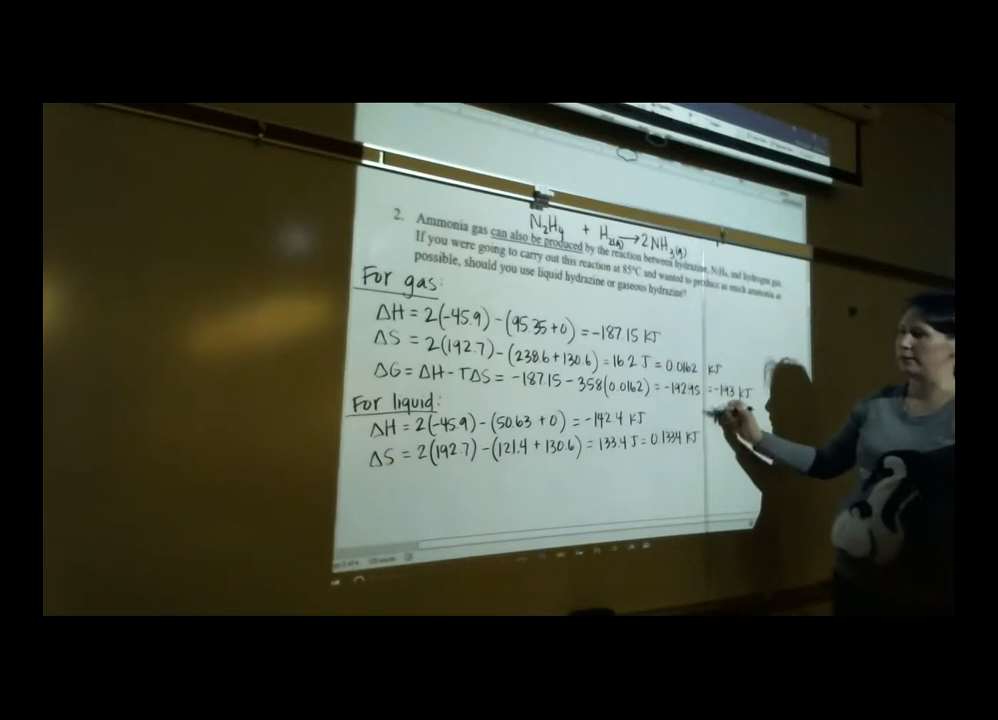 N₂H₄ + H₂(g) → 2NH₃(g)
2. Ammonia gas can also be produced by the reaction between hydrazine, N₂H₄, and hydrogen gas.
If you were going to carry out this reaction at 85°C and wanted to produce as much ammonia as
possible, should you use liquid hydrazine or gaseous hydrazine?
For gas:
ΔH = 2(-45.9) - (95.35 + 0) = -187.15 KJ
ΔS = 2(192.7) - (238.6 + 130.6) = 16.2 J = 0.0162 KJ
ΔG = ΔH - TΔS = -187.15 - 358(0.0162) = -192.95 = -193 KJ
For liquid:
ΔH = 2(-45.9) - (50.63 + 0) = -142.4 KJ
ΔS = 2(192.7) - (121.4 + 130.6) = 133.4 J = 0.1334 KJ